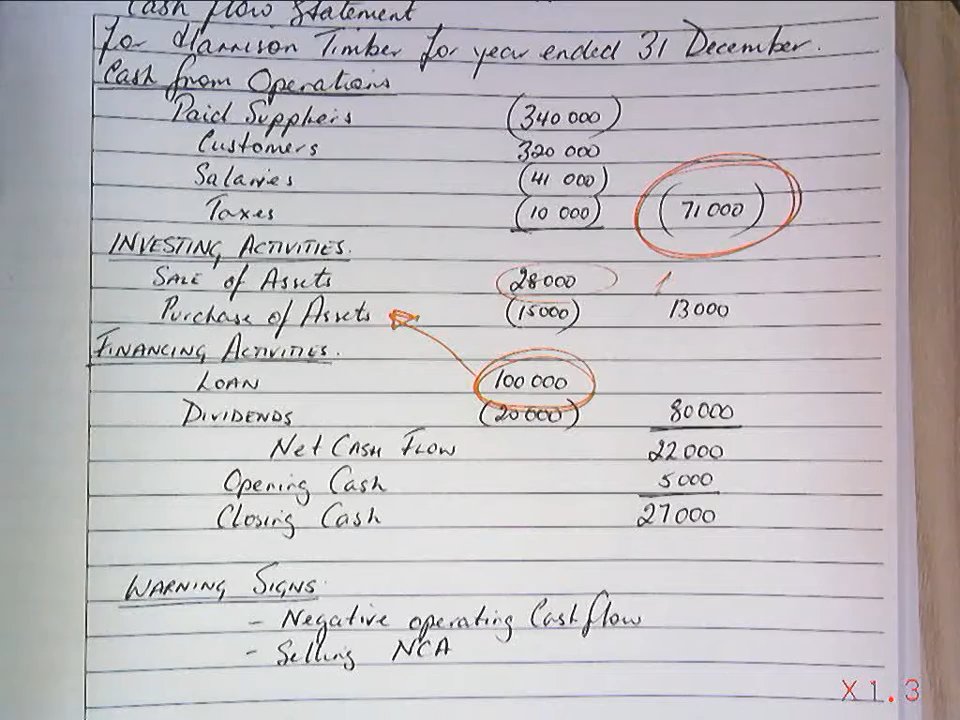 Cash flow Statement
for Harrison Timber for year ended 31 December.
Cash from Operations
Paid Suppliers (340 000)
Customers 320 000
Salaries (41 000)
Taxes (10 000) (71 000)
INVESTING ACTIVITIES.
SALE of Assets 28 000
Purchase of Assets (15000) 13000
FINANCING ACTIVITIES.
LOAN 100 000
DIVIDENDS (20 000) 80000
NET CASH FLOW 22000
Opening Cash 5000
Closing Cash 27000
WARNING SIGNS.
- Negative operating Cash flow
- Selling NCA
X1.3